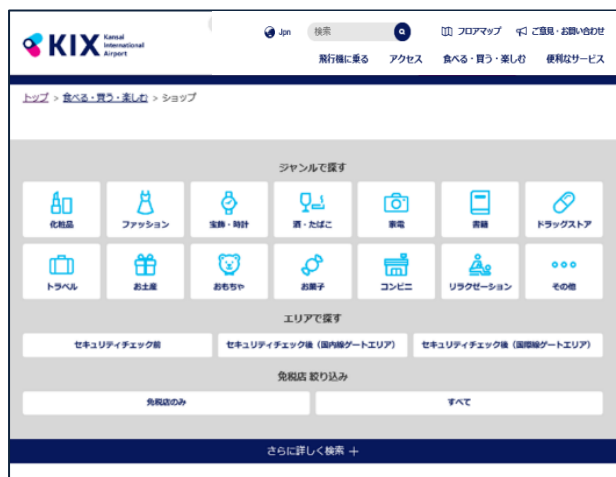 KIX Kansai International Airport
Jpn 検索 フロアマップ ご意見・お問い合わせ
飛行機に乗る アクセス 食べる・買う・楽しむ 便利なサービス
トップ > 食べる・買う・楽しむ > ショップ
ジャンルで探す
化粧品 ファッション 宝飾・時計 酒・たばこ 家電 書籍 ドラッグストア
トラベル お土産 おもちゃ お菓子 コンビニ リラクゼーション その他
エリアで探す
セキュリティチェック前 セキュリティチェック後（国内線ゲートエリア） セキュリティチェック後（国際線ゲートエリア）
免税店 絞り込み
免税店のみ すべて
さらに詳しく検索 ＋